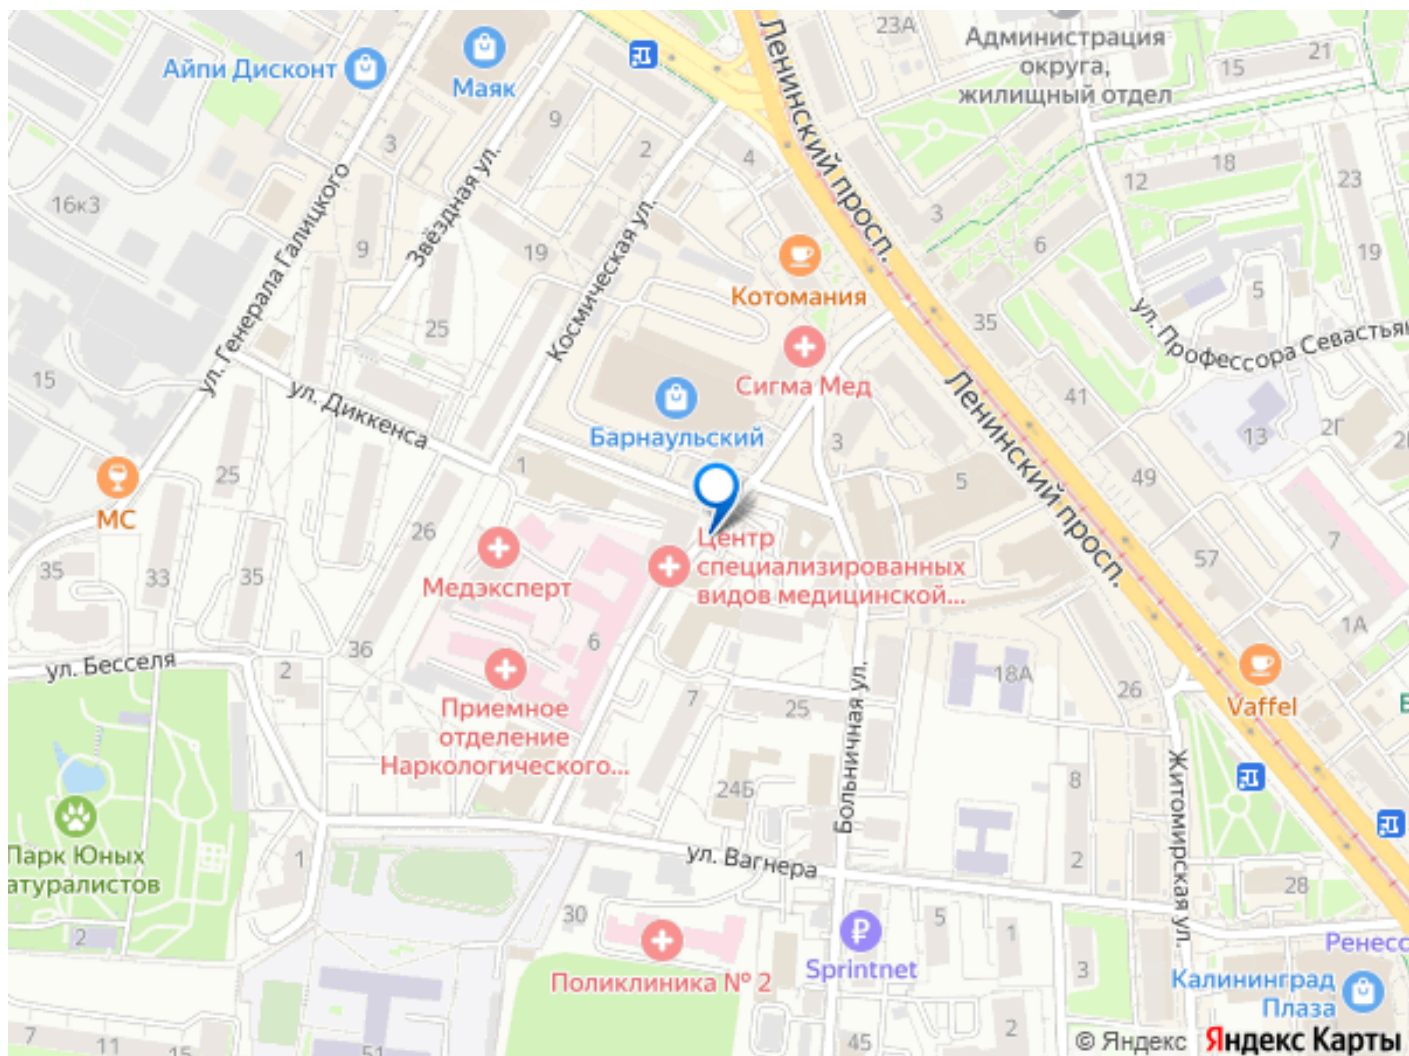 Айпи Дисконт
Маяк
Ленинский просп.
23А
Администрация
округа,
жилищный отдел
21
15
3
9
2
4
18
12
23
16к3
ул. Генерала Галицкого
Звёздная ул.
Космическая ул.
9
19
3
6
19
Котомания
5
25
35
ул. Профессора Севастьян
15
Сигма Мед
ул. Диккенса
Барнаульский
Ленинский просп.
41
13
2Г
3
1
5
49
25
МС
26
Центр
специализированных
видов медицинской...
Медэксперт
57
7
35
33
35
1А
36
6
ул. Бесселя
2
18А
26
Vaffel
7
25
Приемное
отделение
Наркологического...
Больничная ул.
Житомирская ул.
24Б
8
Парк Юных
атуралистов
1
ул. Вагнера
2
28
30
5
1
2
Поликлиника № 2
Sprintnet
3
Ренесс
Калининград
Плаза
7
11
15
51
45
2
© Яндекс
Яндекс Карты